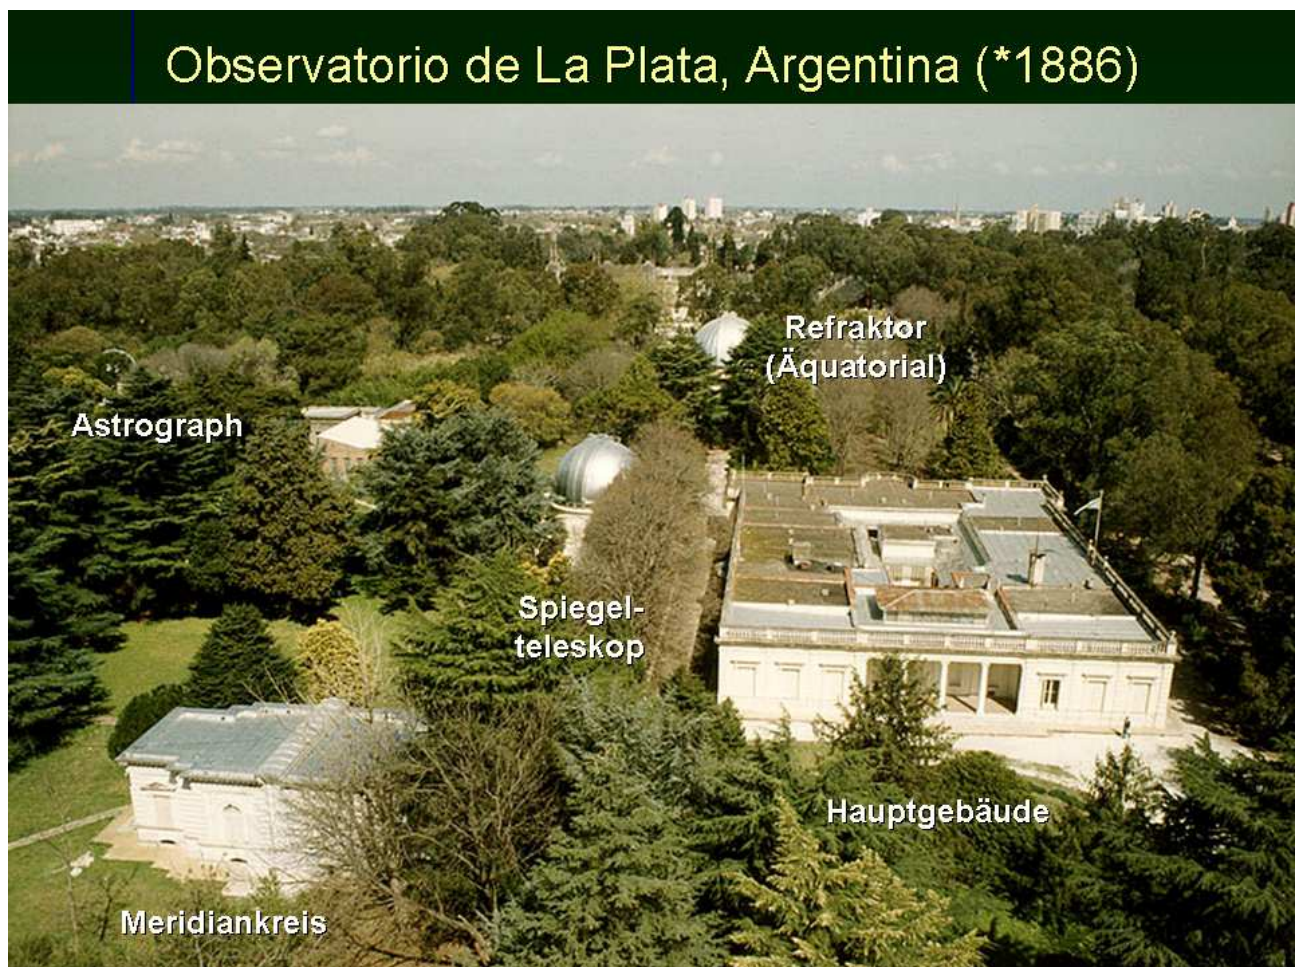 Observatorio de La Plata, Argentina (*1886)
Refraktor
(Äquatorial)
Astrograph
Spiegel-
teleskop
Hauptgebäude
Meridiankreis